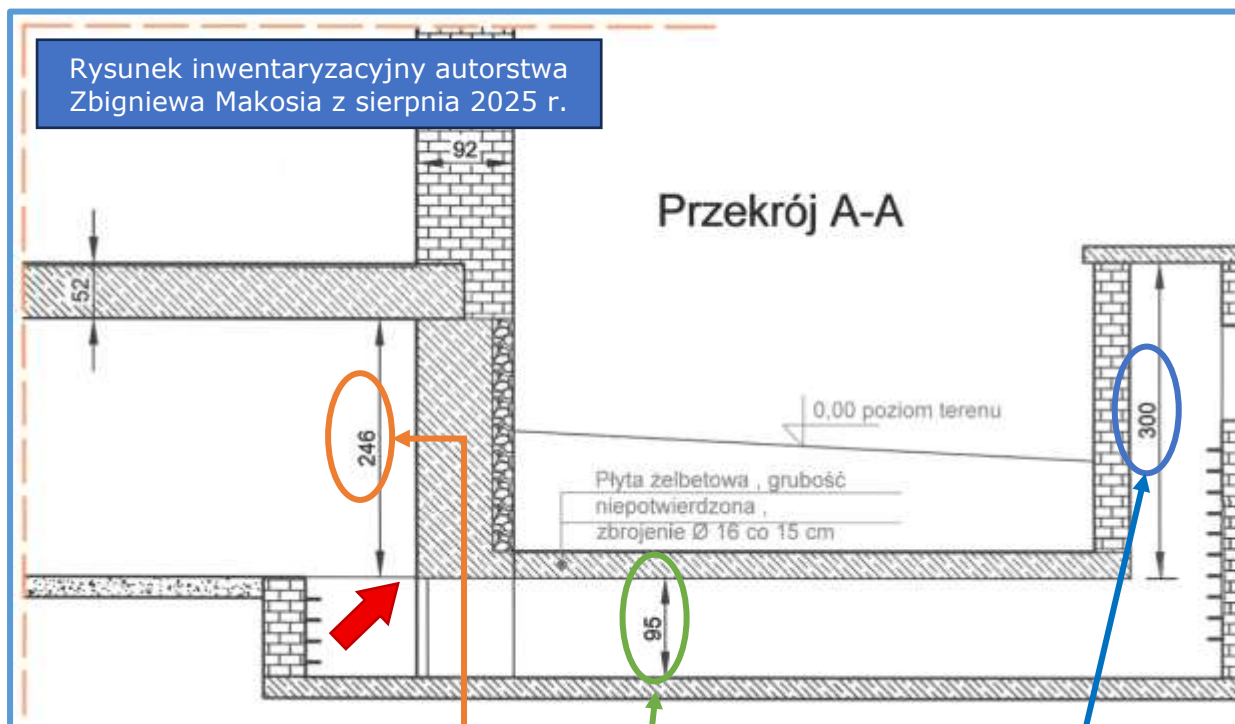 Rysunek inwentaryzacyjny autorstwa
Zbigniewa Makosia z sierpnia 2025 r.
92
Przekrój A-A
52
246
0,00 poziom terenu
300
Płyta żelbetowa , grubość
niepotwierdzona ,
zbrojenie Ø 16 co 15 cm
95